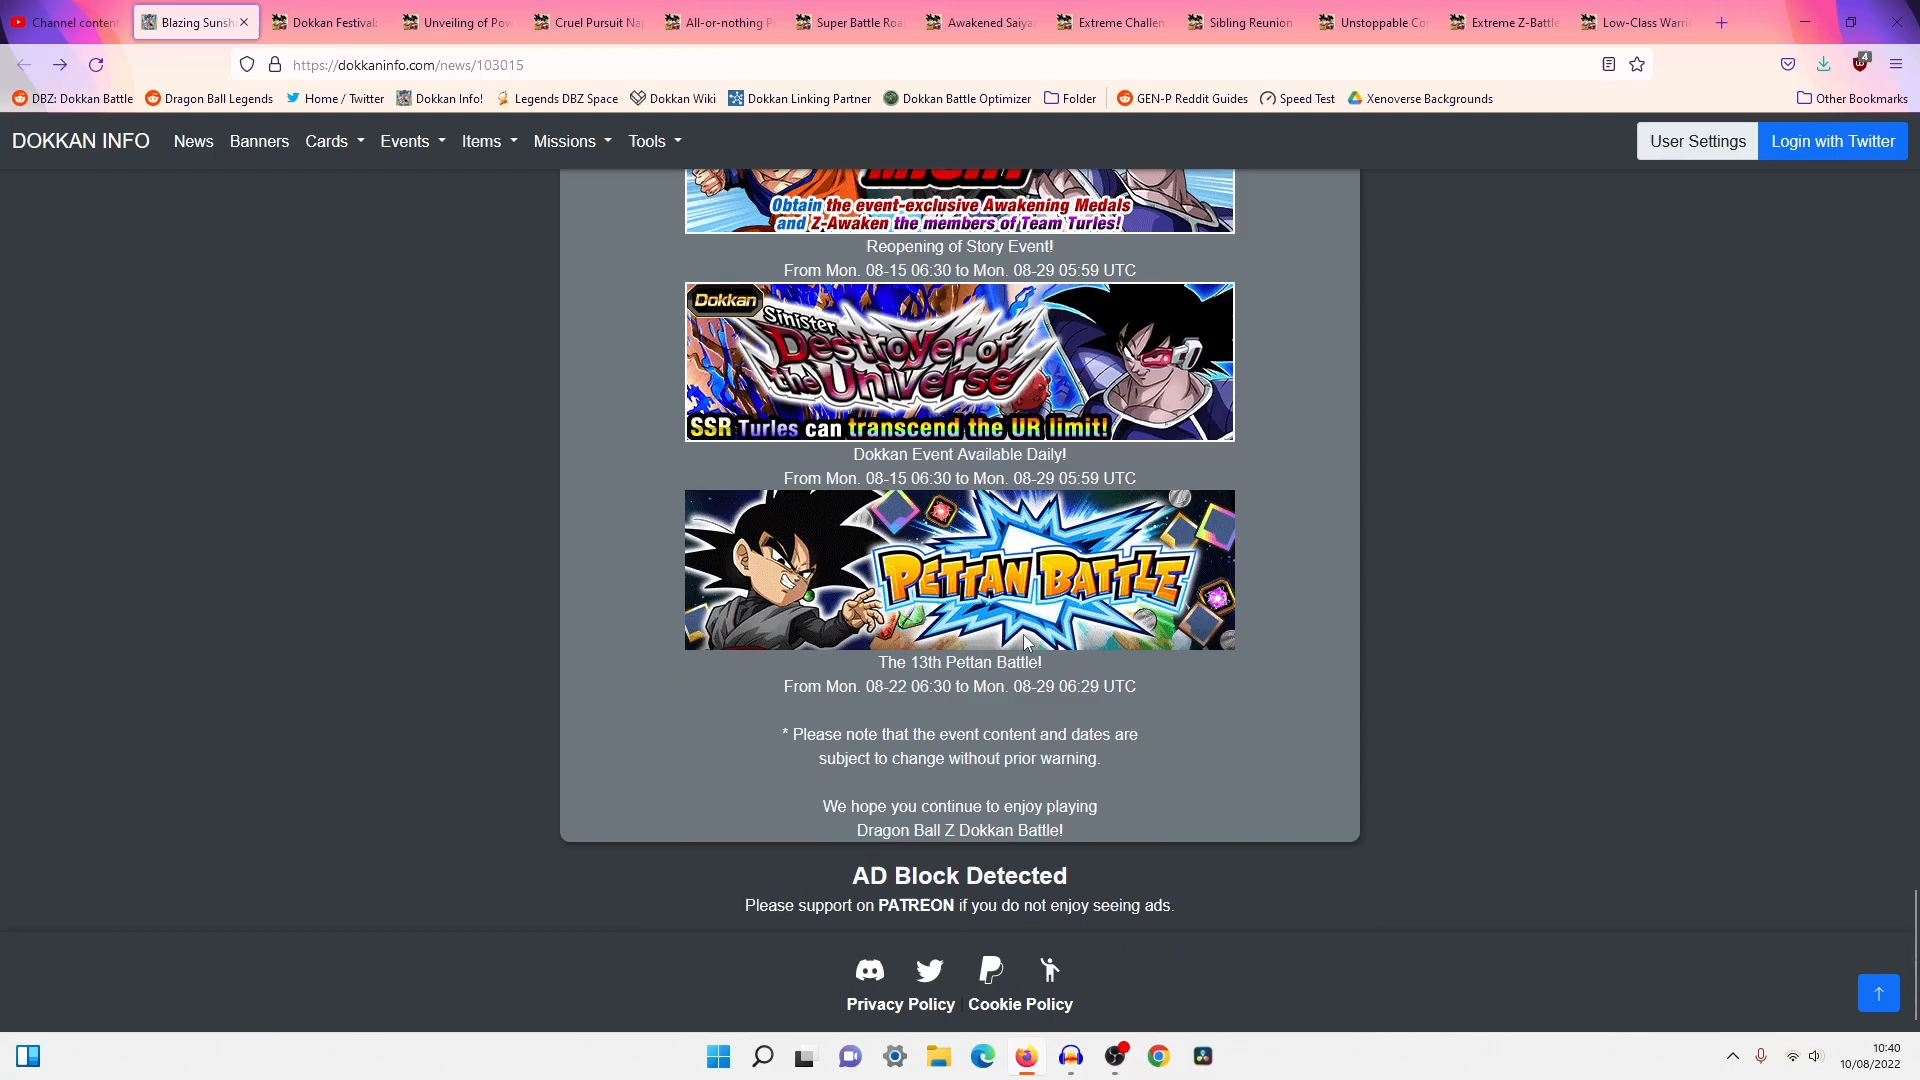 Channel content
Blazing Sunsh
Dokkan Festival:
Unveiling of Pow
Cruel Pursuit Na
All-or-nothing P
Super Battle Roa
Awakened Saiya
Extreme Challen
Sibling Reunion
Unstoppable Co
Extreme Z-Battle
Low-Class Warri
https://dokkaninfo.com/news/103015
4
DBZ: Dokkan Battle
Dragon Ball Legends
Home / Twitter
Dokkan Info!
Legends DBZ Space
Dokkan Wiki
Dokkan Linking Partner
Dokkan Battle Optimizer
Folder
GEN-P Reddit Guides
Speed Test
Xenoverse Backgrounds
Other Bookmarks
DOKKAN INFO
News
Banners
Cards
Events
Items
Missions
Tools
User Settings
Login with Twitter
Obtain the event-exclusive Awakening Medals
and Z-Awaken the members of Team Turles!
Reopening of Story Event!
From Mon. 08-15 06:30 to Mon. 08-29 05:59 UTC
Dokkan
Sinister
Destroyer of
the Universe
SSR Turles can transcend the UR limit!
Dokkan Event Available Daily!
From Mon. 08-15 06:30 to Mon. 08-29 05:59 UTC
PETTAN BATTLE
The 13th Pettan Battle!
From Mon. 08-22 06:30 to Mon. 08-29 06:29 UTC
* Please note that the event content and dates are
subject to change without prior warning.
We hope you continue to enjoy playing
Dragon Ball Z Dokkan Battle!
AD Block Detected
Please support on PATREON if you do not enjoy seeing ads.
Privacy Policy
Cookie Policy
10:40
10/08/2022